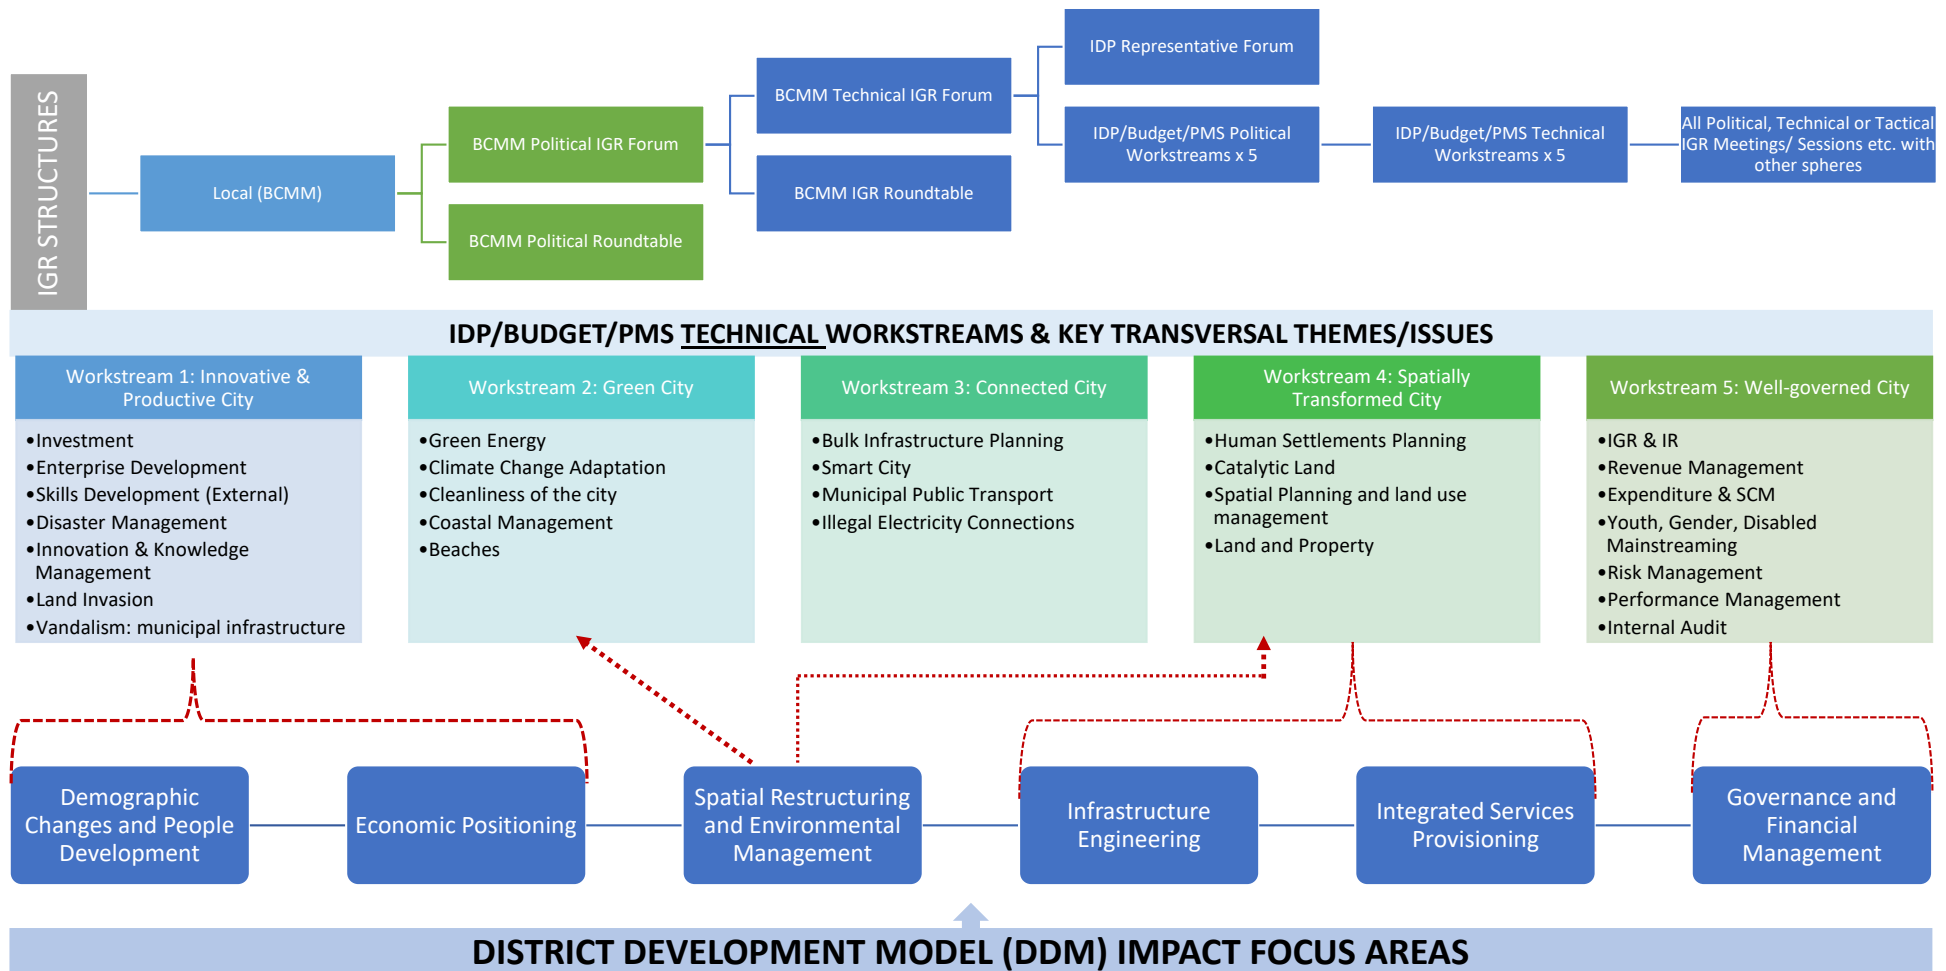 IGR STRUCTURES
Local (BCMM)
BCMM Political IGR Forum
BCMM Political Roundtable
BCMM Technical IGR Forum
BCMM IGR Roundtable
IDP Representative Forum
IDP/Budget/PMS Political
Workstreams x 5
IDP/Budget/PMS Technical
Workstreams x 5
All Political, Technical or Tactical
IGR Meetings/ Sessions etc. with
other spheres
IDP/BUDGET/PMS TECHNICAL WORKSTREAMS & KEY TRANSVERSAL THEMES/ISSUES
Workstream 1: Innovative &
Productive City
•Investment
•Enterprise Development
•Skills Development (External)
•Disaster Management
•Innovation & Knowledge
Management
•Land Invasion
•Vandalism: municipal infrastructure
Workstream 2: Green City
•Green Energy
•Climate Change Adaptation
•Cleanliness of the city
•Coastal Management
•Beaches
Workstream 3: Connected City
•Bulk Infrastructure Planning
•Smart City
•Municipal Public Transport
•Illegal Electricity Connections
Workstream 4: Spatially
Transformed City
•Human Settlements Planning
•Catalytic Land
•Spatial Planning and land use
management
•Land and Property
Workstream 5: Well-governed City
•IGR & IR
•Revenue Management
•Expenditure & SCM
•Youth, Gender, Disabled
Mainstreaming
•Risk Management
•Performance Management
•Internal Audit
Demographic
Changes and People
Development
Economic Positioning
Spatial Restructuring
and Environmental
Management
Infrastructure
Engineering
Integrated Services
Provisioning
Governance and
Financial
Management
DISTRICT DEVELOPMENT MODEL (DDM) IMPACT FOCUS AREAS